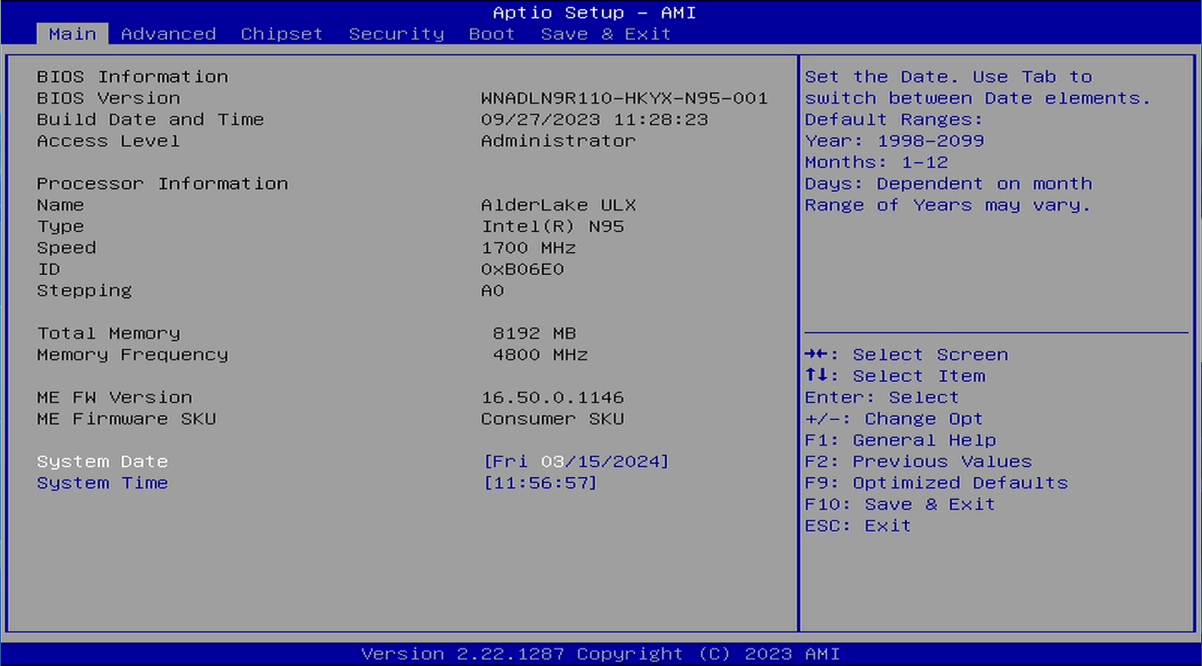 Aptio Setup – AMI
Main Advanced Chipset Security Boot Save & Exit
BIOS Information
BIOS Version WNADLN9R110-HKYX-N95-001
Build Date and Time 09/27/2023 11:28:23
Access Level Administrator
Processor Information
Name AlderLake ULX
Type Intel(R) N95
Speed 1700 MHz
ID 0xB06E0
Stepping A0
Total Memory 8192 MB
Memory Frequency 4800 MHz
ME FW Version 16.50.0.1146
ME Firmware SKU Consumer SKU
System Date [Fri 03/15/2024]
System Time [11:56:57]
Set the Date. Use Tab to
switch between Date elements.
Default Ranges:
Year: 1998-2099
Months: 1-12
Days: Dependent on month
Range of Years may vary.
→←: Select Screen
↑↓: Select Item
Enter: Select
+/-: Change Opt
F1: General Help
F2: Previous Values
F9: Optimized Defaults
F10: Save & Exit
ESC: Exit
Version 2.22.1287 Copyright (C) 2023 AMI